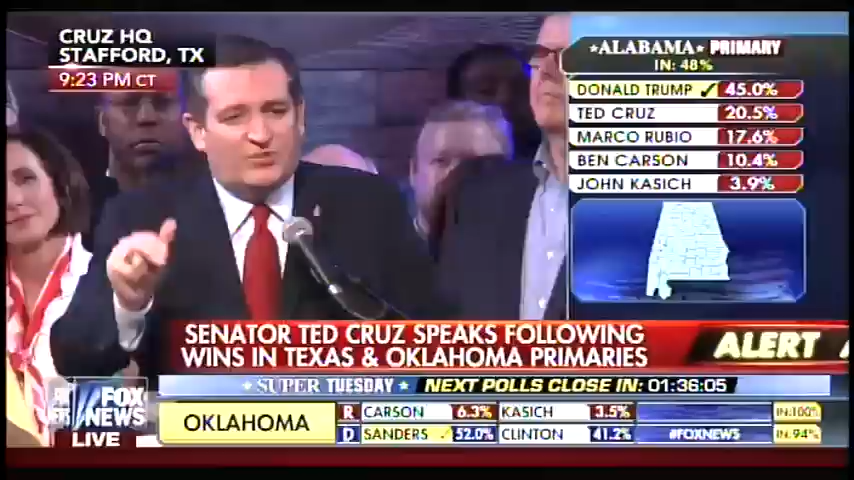 CRUZ HQ
STAFFORD, TX
9:23 PM CT
★ALABAMA★ PRIMARY
IN: 48%
DONALD TRUMP ✓ 45.0%
TED CRUZ 20.5%
MARCO RUBIO 17.6%
BEN CARSON 10.4%
JOHN KASICH 3.9%
SENATOR TED CRUZ SPEAKS FOLLOWING
WINS IN TEXAS & OKLAHOMA PRIMARIES
ALERT
★ SUPER TUESDAY ★ NEXT POLLS CLOSE IN: 01:36:05
FOX
NEWS
LIVE
OKLAHOMA
R CARSON 6.3% KASICH 3.5% IN:100%
D SANDERS ✓ 52.0% CLINTON 41.2% #FOXNEWS IN:94%